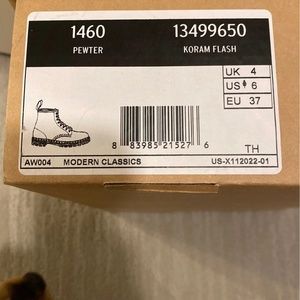 1460 13499650
PEWTER KORAM FLASH
UK 4
US 6
EU 37
8 83985 21527 6
TH
AW004 MODERN CLASSICS US-X112022-01